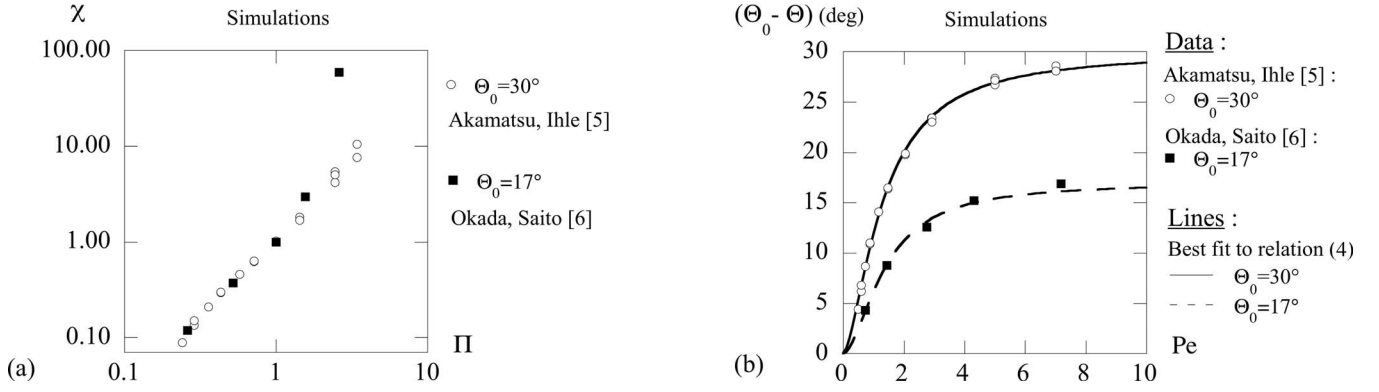 χ
Simulations
100.00
10.00
1.00
0.10
0.1
1
10
Π
(a)
Θ0=30°
Akamatsu, Ihle [5]
Θ0=17°
Okada, Saito [6]
(Θ0- Θ) (deg)
Simulations
30
25
20
15
10
5
0
0 2 4 6 8 10
Pe
(b)
Data :
Akamatsu, Ihle [5] :
Θ0=30°
Okada, Saito [6] :
Θ0=17°
Lines :
Best fit to relation (4)
Θ0=30°
Θ0=17°